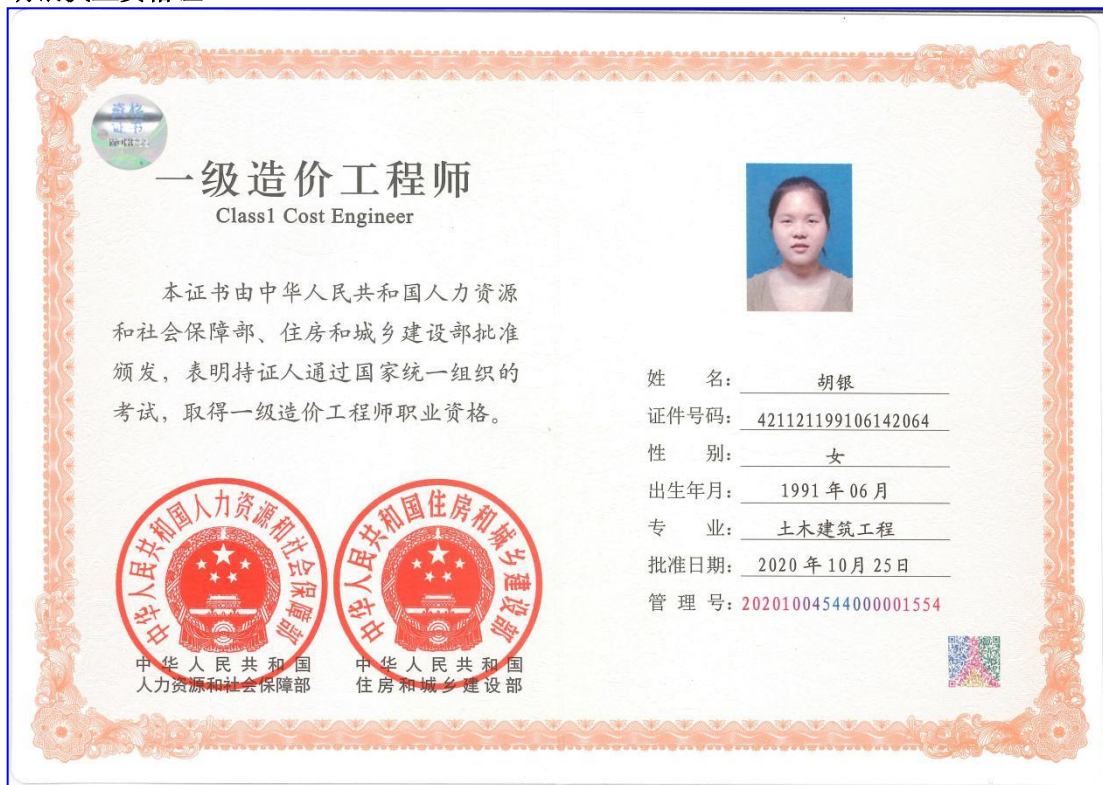 资格
证书
一级造价工程师
Class1 Cost Engineer
本证书由中华人民共和国人力资源
和社会保障部、住房和城乡建设部批准
颁发，表明持证人通过国家统一组织的
考试，取得一级造价工程师职业资格。
姓 名： 胡银
证件号码： 421121199106142064
性 别： 女
出生年月： 1991年06月
专 业： 土木建筑工程
批准日期： 2020年10月25日
管 理 号：20201004544000001554
中华人民共和国人力资源和社会保障部
中华人民共和国住房和城乡建设部
中华人民共和国
人力资源和社会保障部
中华人民共和国
住房和城乡建设部